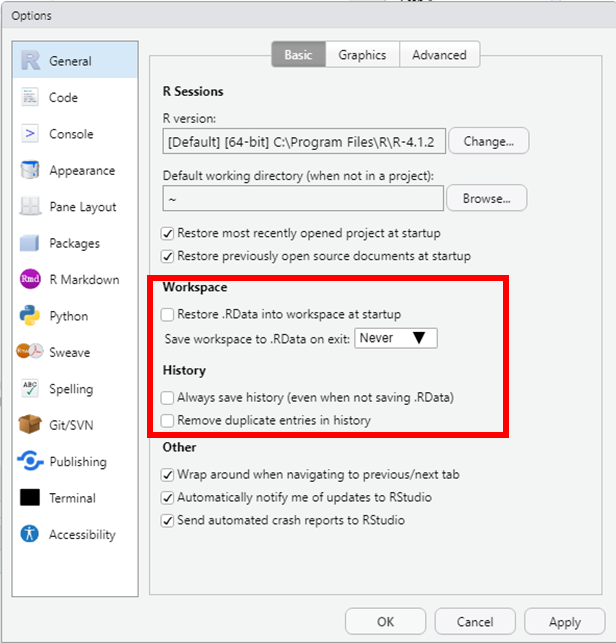 Options
General
Code
Console
Appearance
Pane Layout
Packages
Rmd R Markdown
Python
Sweave
ABC Spelling
Git/SVN
Publishing
Terminal
Accessibility
Basic Graphics Advanced
R Sessions
R version:
[Default] [64-bit] C:\Program Files\R\R-4.1.2 Change...
Default working directory (when not in a project):
~ Browse...
Restore most recently opened project at startup
Restore previously open source documents at startup
Workspace
Restore .RData into workspace at startup
Save workspace to .RData on exit: Never
History
Always save history (even when not saving .RData)
Remove duplicate entries in history
Other
Wrap around when navigating to previous/next tab
Automatically notify me of updates to RStudio
Send automated crash reports to RStudio
OK Cancel Apply